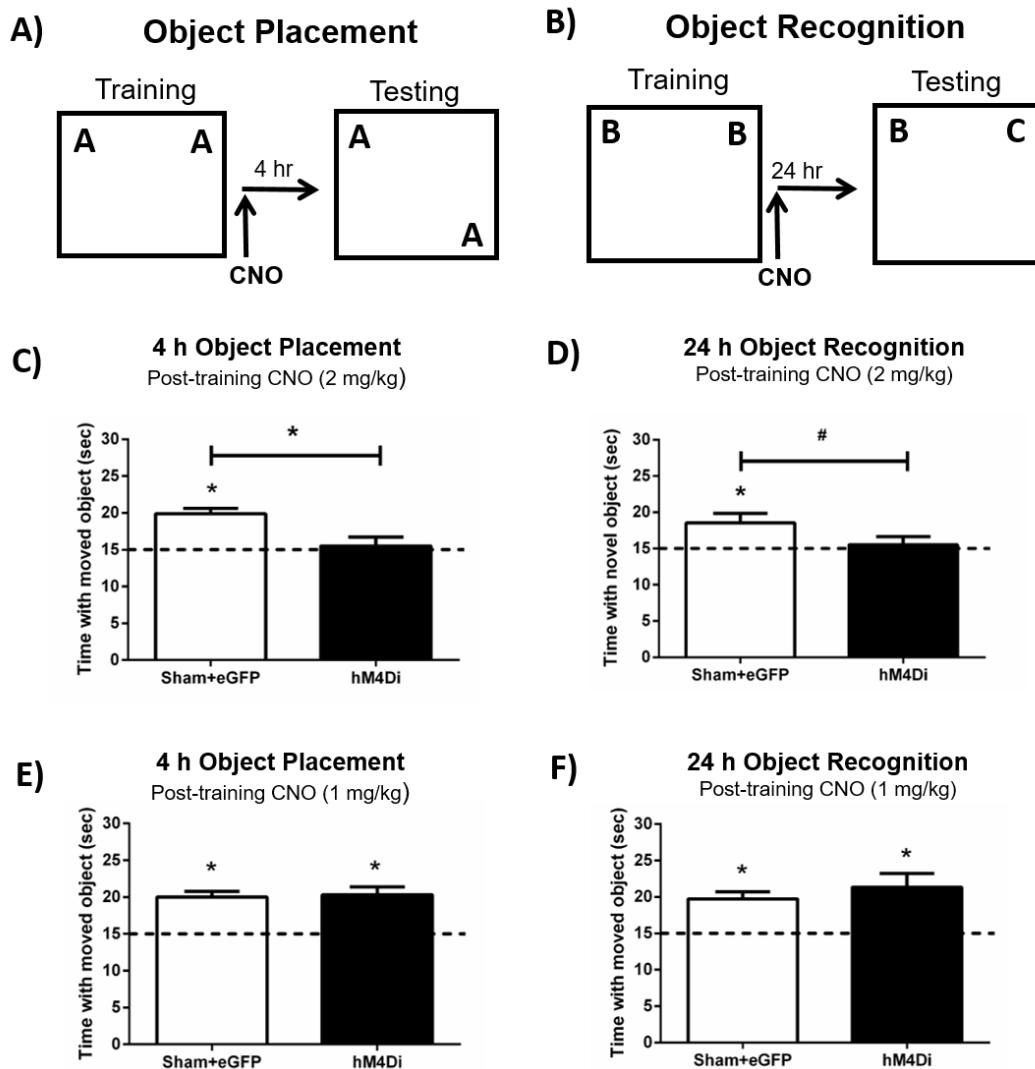 A) Object Placement
Training Testing
A A A
4 hr
A
CNO
B) Object Recognition
Training Testing
B B B C
24 hr
CNO
C) 4 h Object Placement
Post-training CNO (2 mg/kg)
Time with moved object (sec)
30
25
20
15
10
5
0
*
*
Sham+eGFP hM4Di
D) 24 h Object Recognition
Post-training CNO (2 mg/kg)
Time with novel object (sec)
30
25
20
15
10
5
0
#
*
Sham+eGFP hM4Di
E) 4 h Object Placement
Post-training CNO (1 mg/kg)
Time with moved object (sec)
30
25
20
15
10
5
0
* *
Sham+eGFP hM4Di
F) 24 h Object Recognition
Post-training CNO (1 mg/kg)
Time with moved object (sec)
30
25
20
15
10
5
0
* *
Sham+eGFP hM4Di